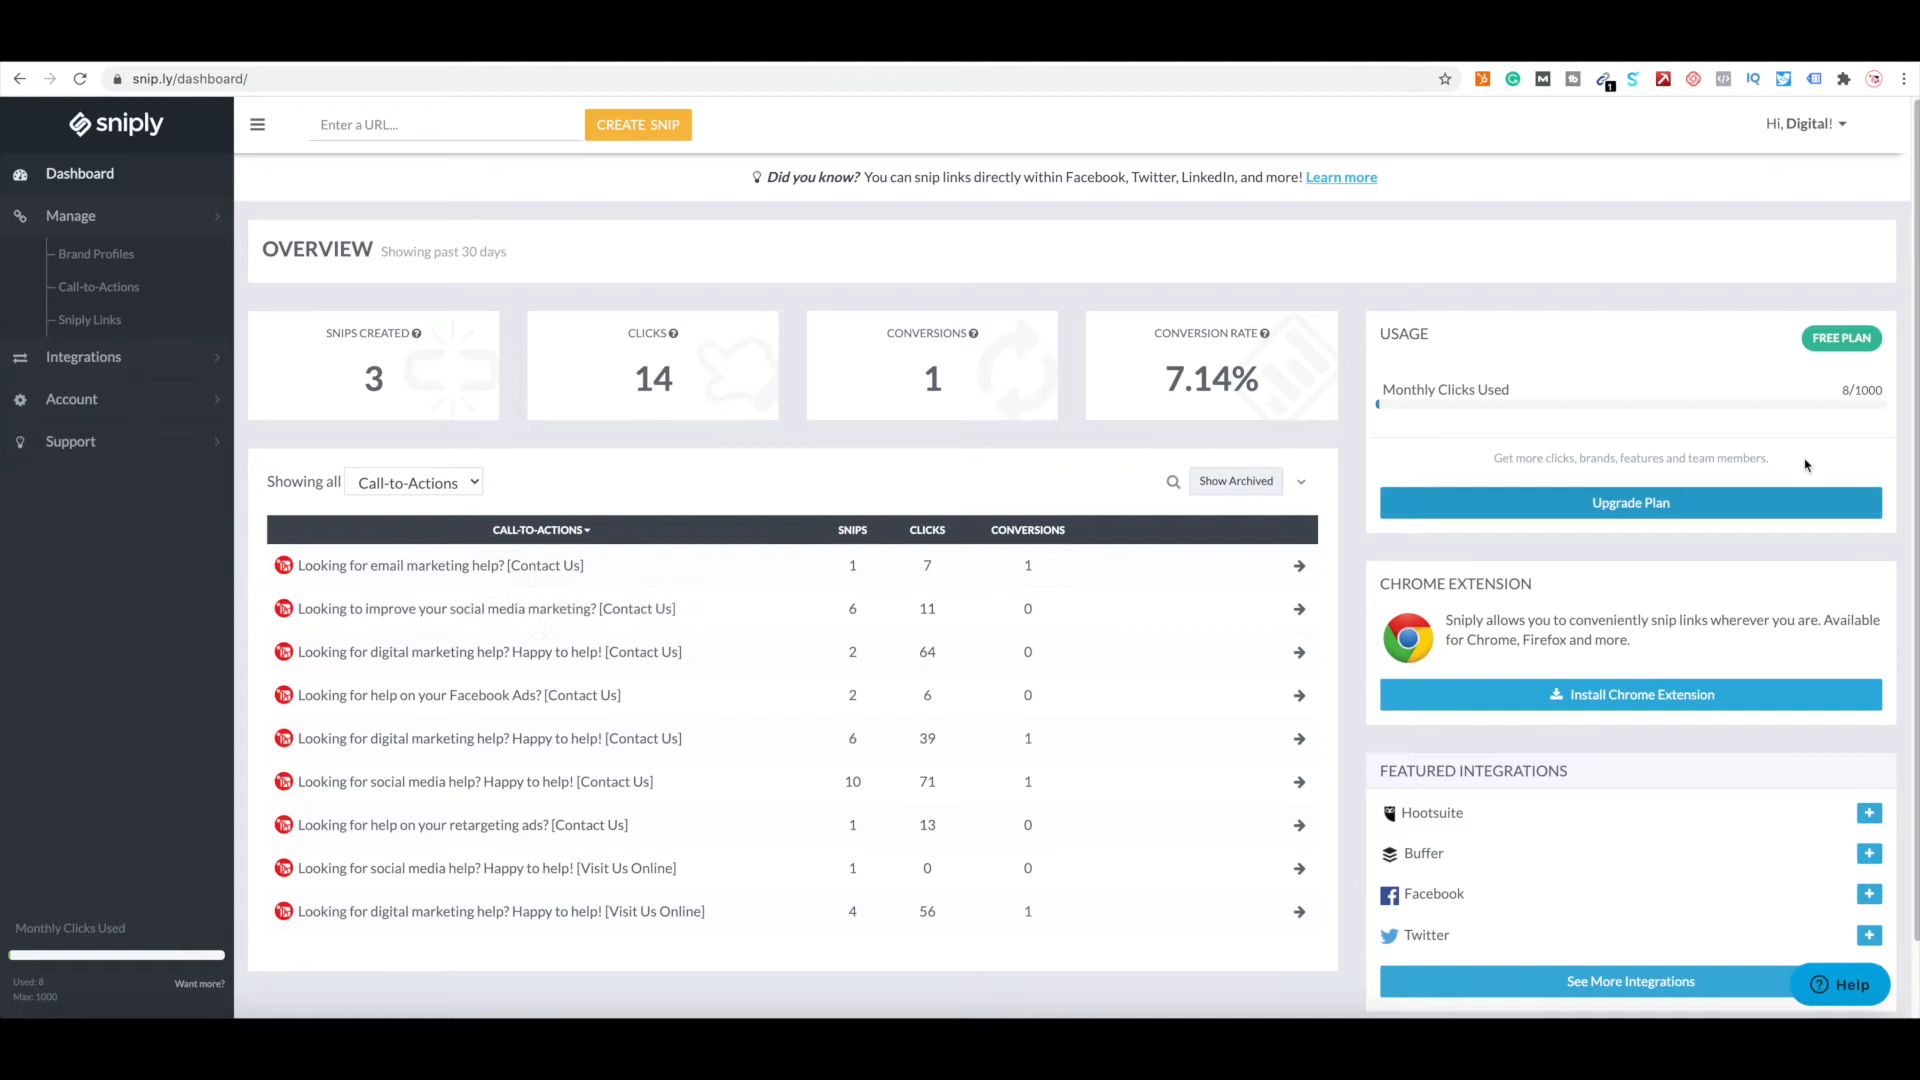 snip.ly/dashboard/
1
IQ
sniply
Enter a URL...
CREATE SNIP
Hi, Digital!
Did you know? You can snip links directly within Facebook, Twitter, LinkedIn, and more! Learn more
Dashboard
Manage
Brand Profiles
Call-to-Actions
Sniply Links
Integrations
Account
Support
Monthly Clicks Used
Used: 8
Max: 1000
Want more?
OVERVIEW Showing past 30 days
SNIPS CREATED
3
CLICKS
14
CONVERSIONS
1
CONVERSION RATE
7.14%
Showing all Call-to-Actions
Show Archived
CALL-TO-ACTIONS SNIPS CLICKS CONVERSIONS
Looking for email marketing help? [Contact Us] 1 7 1
Looking to improve your social media marketing? [Contact Us] 6 11 0
Looking for digital marketing help? Happy to help! [Contact Us] 2 64 0
Looking for help on your Facebook Ads? [Contact Us] 2 6 0
Looking for digital marketing help? Happy to help! [Contact Us] 6 39 1
Looking for social media help? Happy to help! [Contact Us] 10 71 1
Looking for help on your retargeting ads? [Contact Us] 1 13 0
Looking for social media help? Happy to help! [Visit Us Online] 1 0 0
Looking for digital marketing help? Happy to help! [Visit Us Online] 4 56 1
USAGE
FREE PLAN
Monthly Clicks Used 8/1000
Get more clicks, brands, features and team members.
Upgrade Plan
CHROME EXTENSION
Sniply allows you to conveniently snip links wherever you are. Available
for Chrome, Firefox and more.
Install Chrome Extension
FEATURED INTEGRATIONS
Hootsuite
Buffer
Facebook
Twitter
See More Integrations
Help